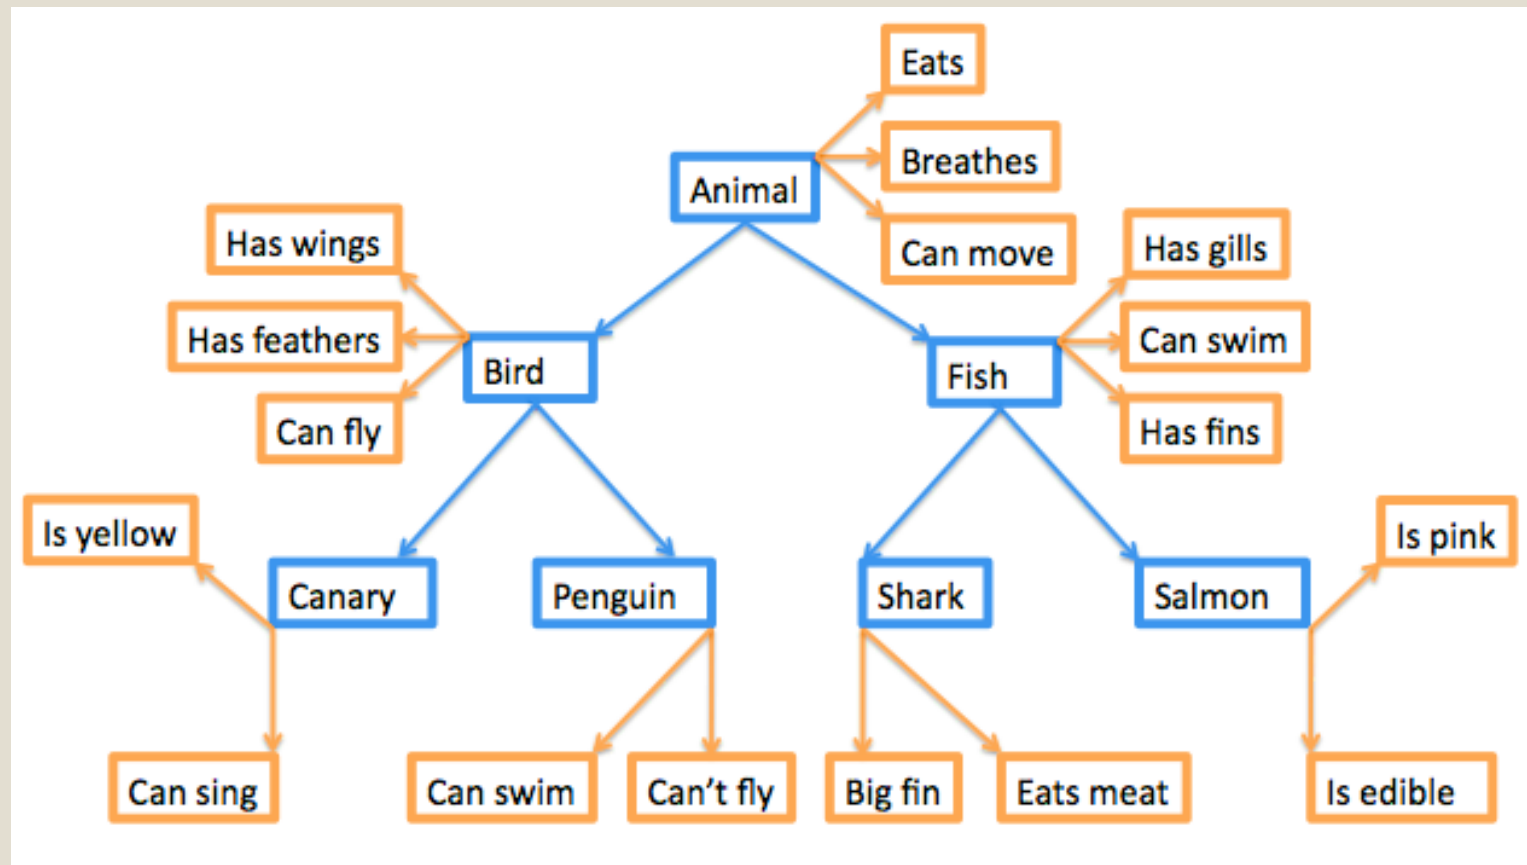 Eats
Breathes
Animal
Can move
Has wings
Has gills
Has feathers
Can swim
Bird
Fish
Can fly
Has fins
Is yellow
Is pink
Canary
Penguin
Shark
Salmon
Can sing
Can swim
Can't fly
Big fin
Eats meat
Is edible